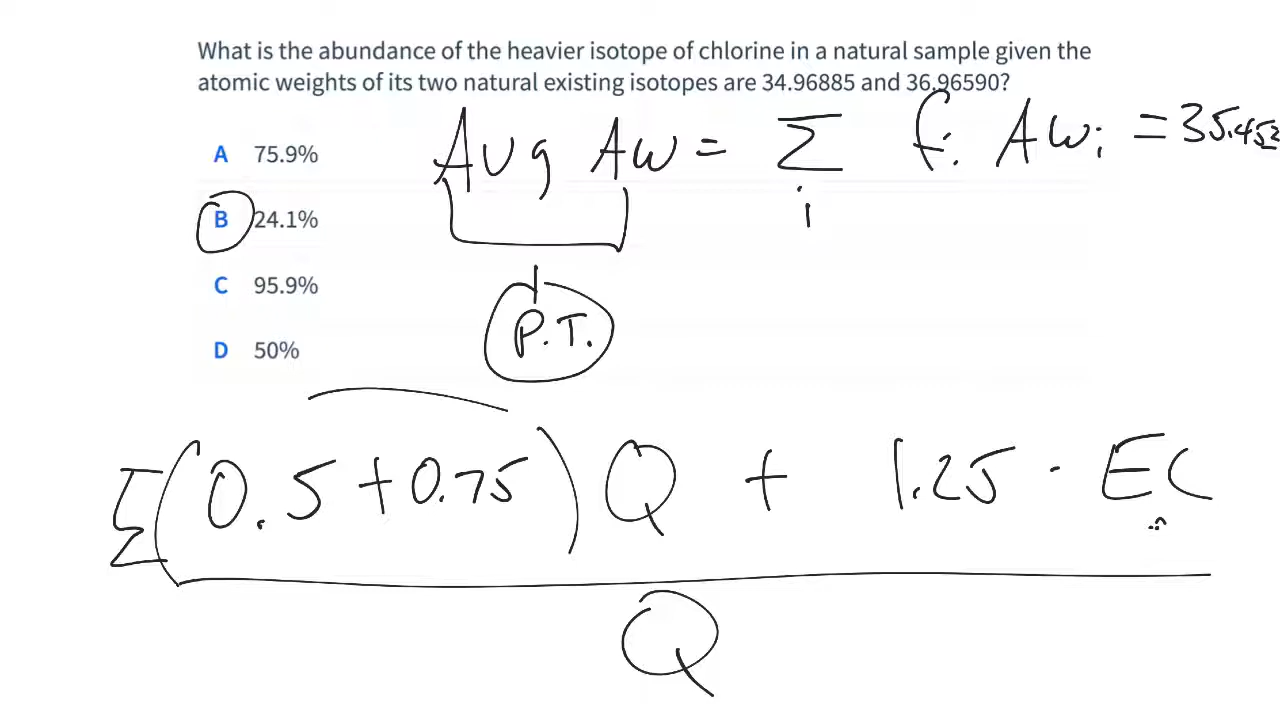 What is the abundance of the heavier isotope of chlorine in a natural sample given the
atomic weights of its two natural existing isotopes are 34.96885 and 36.96590?
A 75.9%
B 24.1%
C 95.9%
D 50%
Avg AW = Σ f. AWi = 35.452
i
P.T.
Σ(0.5+0.75)Q + 1.25 · EC
Q